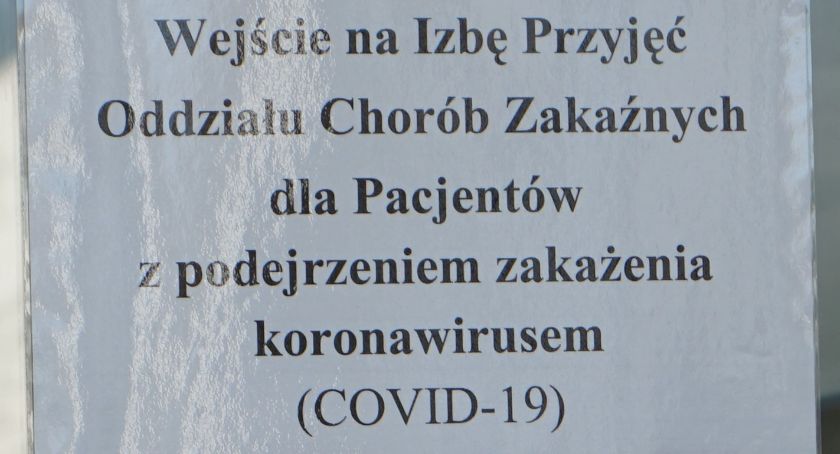 Wejście na Izbę Przyjęć
Oddziału Chorób Zakaźnych
dla Pacjentów
z podejrzeniem zakażenia
koronawirusem
(COVID-19)